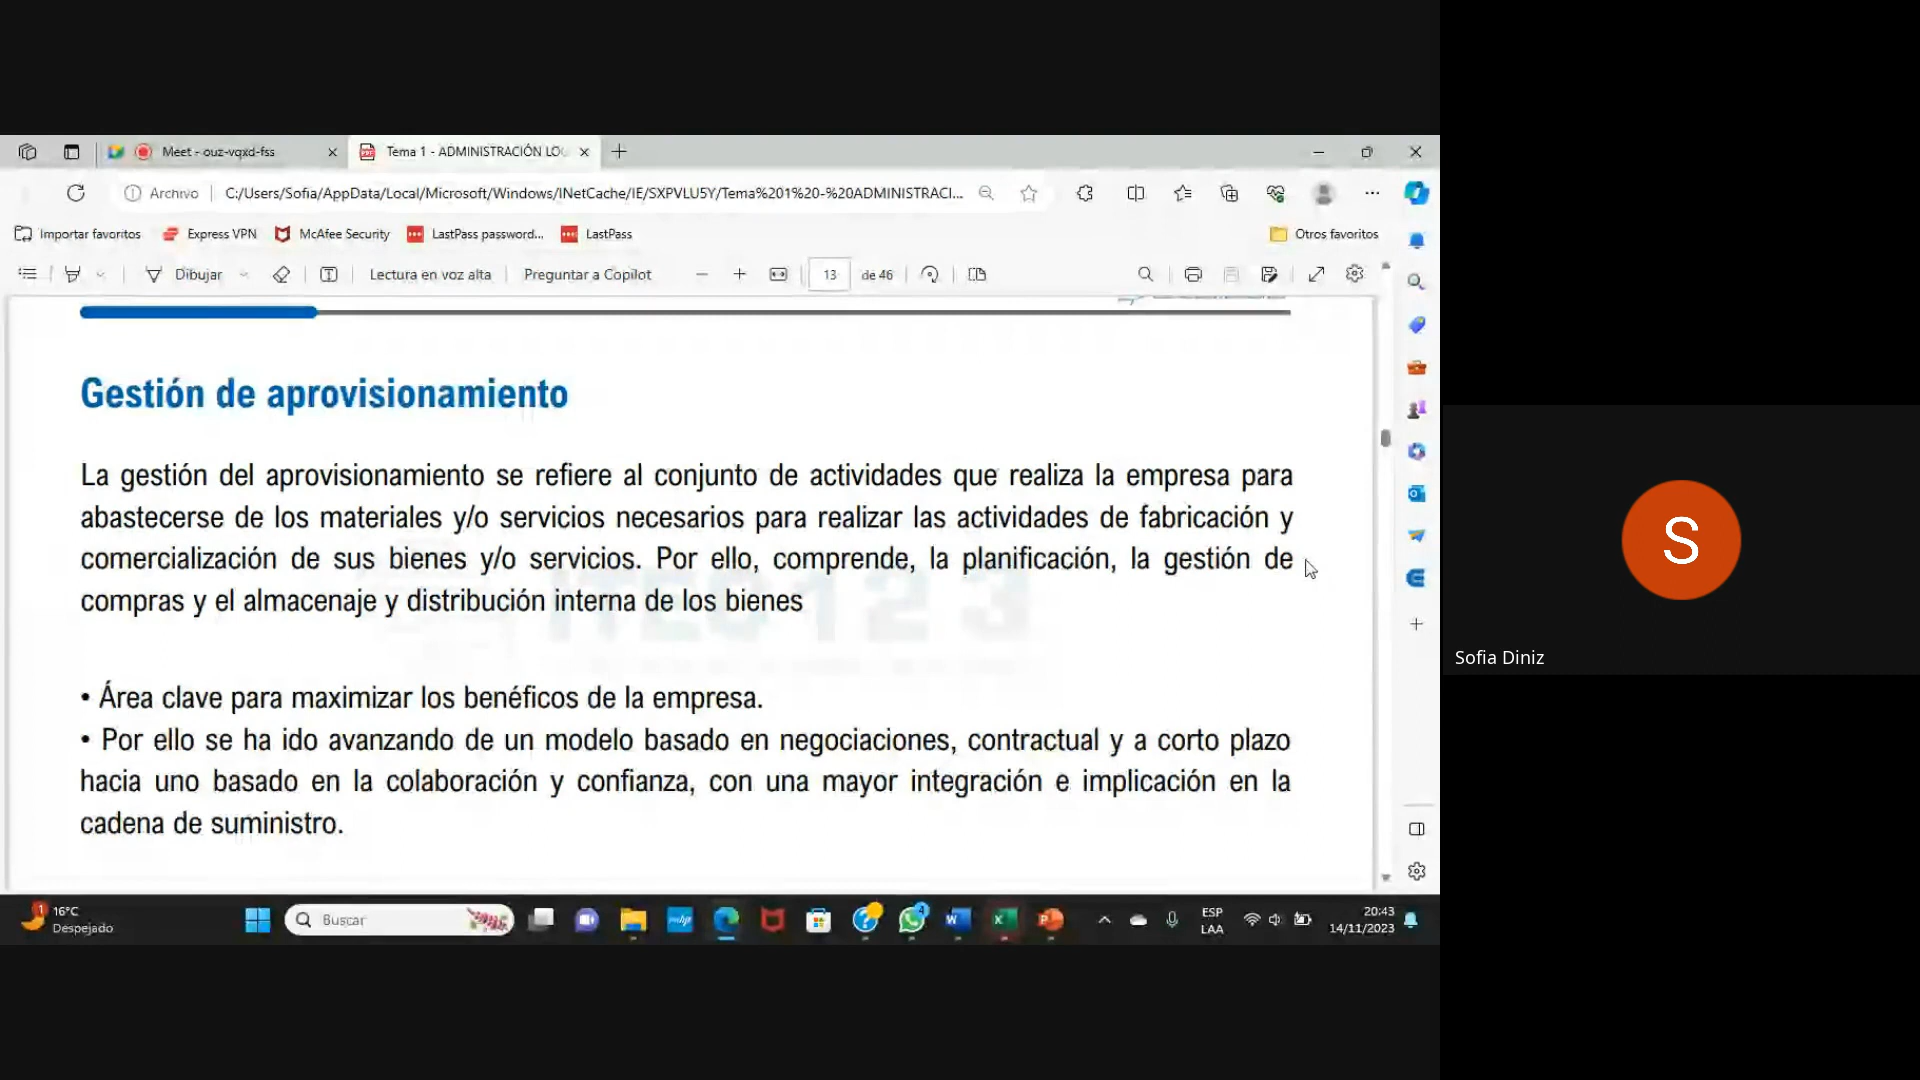 Meet - ouz-vqxd-fss
Tema 1 - ADMINISTRACIÓN LO
Archivo
C:/Users/Sofia/AppData/Local/Microsoft/Windows/INetCache/IE/SXPVLU5Y/Tema%201%20-%20ADMINISTRACI...
Importar favoritos
Express VPN
McAfee Security
LastPass password...
LastPass
Otros favoritos
Dibujar
Lectura en voz alta
Preguntar a Copilot
13
de 46
Gestión de aprovisionamiento
La gestión del aprovisionamiento se refiere al conjunto de actividades que realiza la empresa para
abastecerse de los materiales y/o servicios necesarios para realizar las actividades de fabricación y
comercialización de sus bienes y/o servicios. Por ello, comprende, la planificación, la gestión de
compras y el almacenaje y distribución interna de los bienes
ITEC 1 2 3
• Área clave para maximizar los benéficos de la empresa.
• Por ello se ha ido avanzando de un modelo basado en negociaciones, contractual y a corto plazo
hacia uno basado en la colaboración y confianza, con una mayor integración e implicación en la
cadena de suministro.
S
Sofia Diniz
1
16°C
Despejado
Buscar
myhp
4
ESP
LAA
20:43
14/11/2023